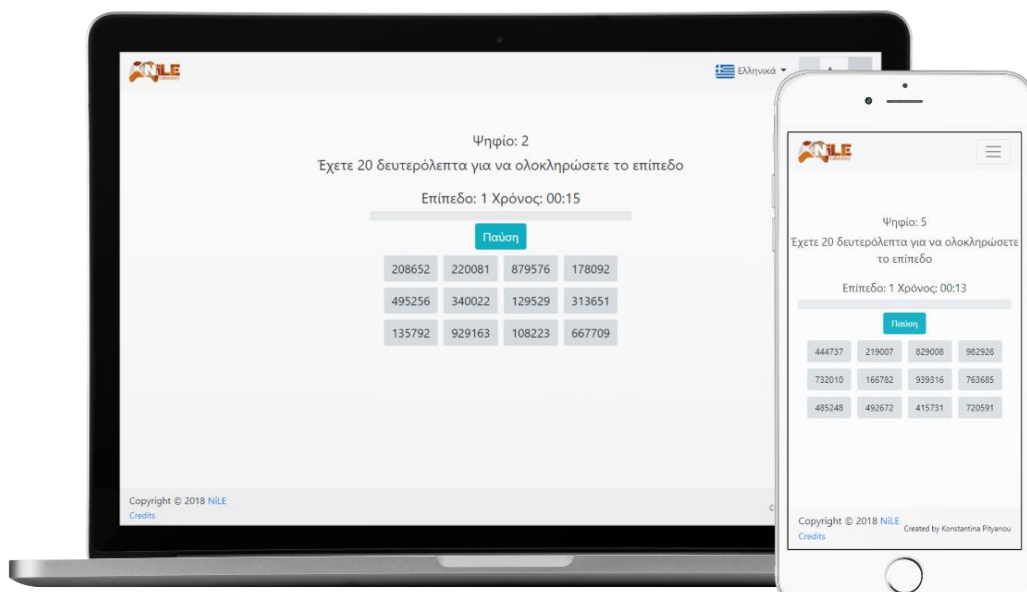 NiLE
Ελληνικά
Ψηφίο: 2
Έχετε 20 δευτερόλεπτα για να ολοκληρώσετε το επίπεδο
Επίπεδο: 1 Χρόνος: 00:15
Παύση
208652 220081 879576 178092
495256 340022 129529 313651
135792 929163 108223 667709
Copyright © 2018 NiLE
Credits
NiLE
Ψηφίο: 5
Έχετε 20 δευτερόλεπτα για να ολοκληρώσετε
το επίπεδο
Επίπεδο: 1 Χρόνος: 00:13
Παύση
444737 219007 829008 982926
732010 166782 939316 763685
485248 492672 415731 720591
Copyright © 2018 NiLE
Credits
Created by Konstantina Pityanou